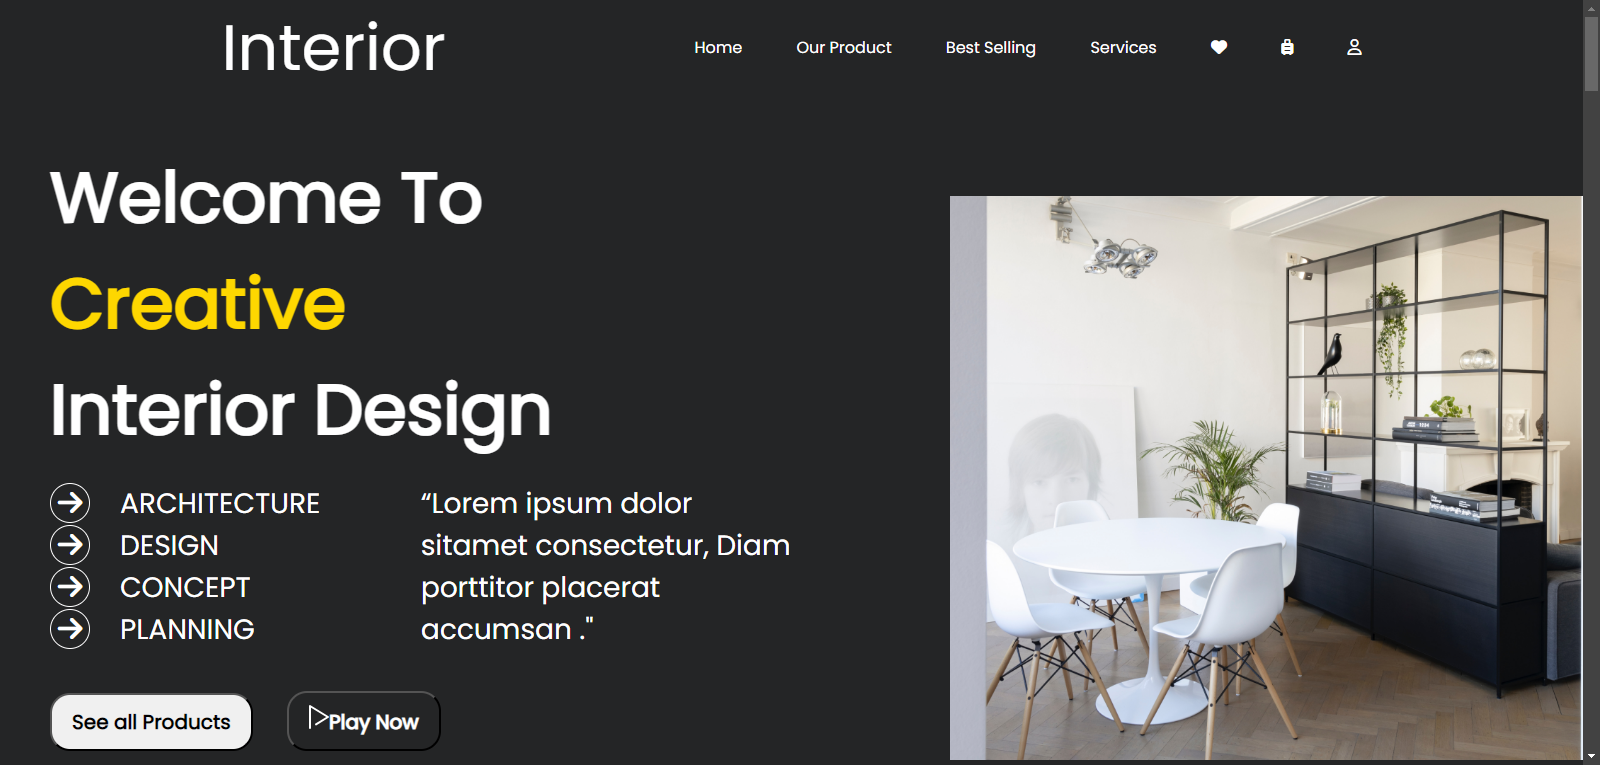 Interior
Home Our Product Best Selling Services
Welcome To
Creative
Interior Design
ARCHITECTURE
DESIGN
CONCEPT
PLANNING
“Lorem ipsum dolor
sitamet consectetur, Diam
porttitor placerat
accumsan ."
See all Products
Play Now